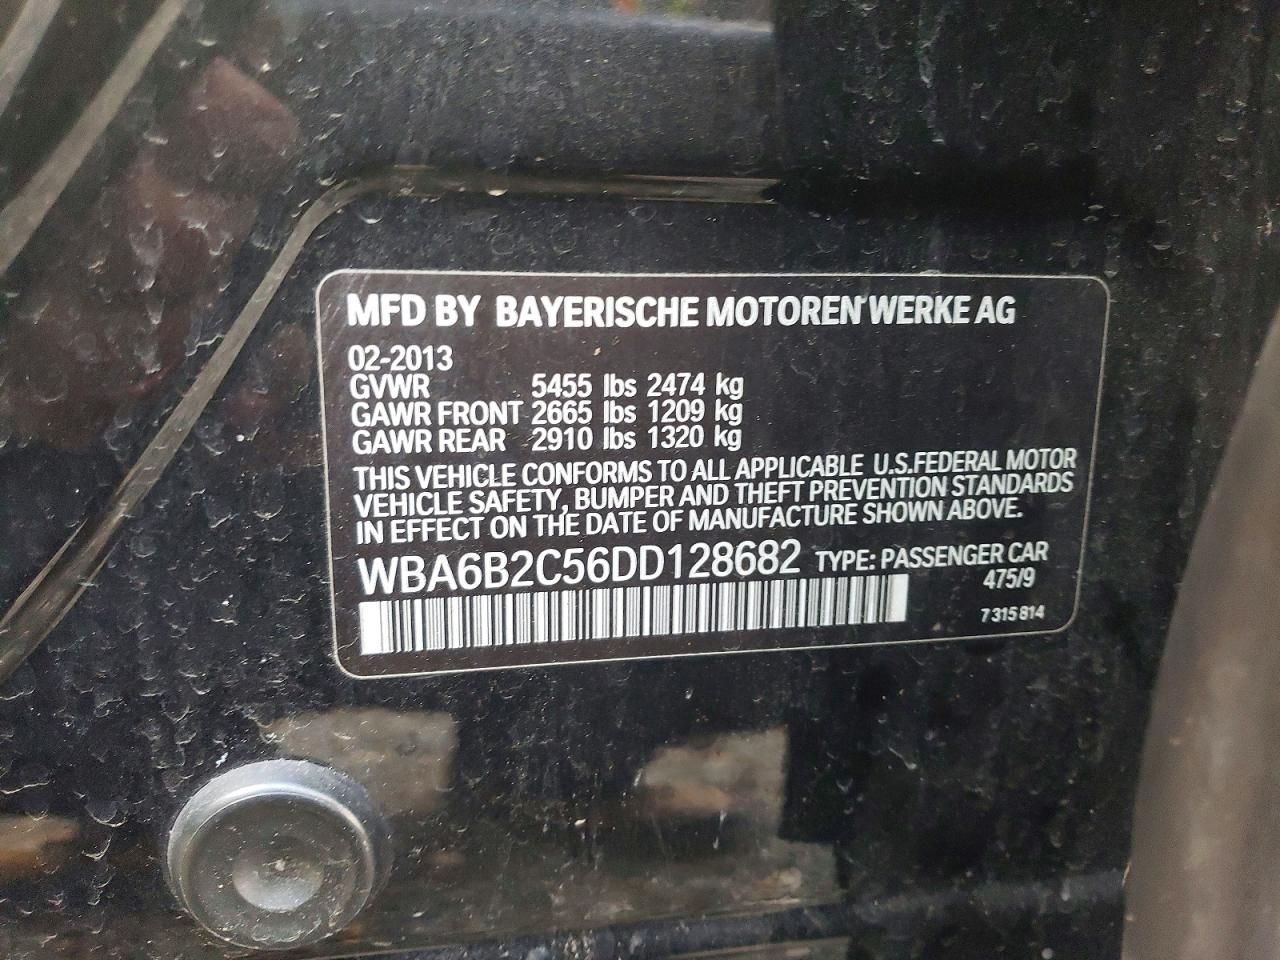 MFD BY BAYERISCHE MOTOREN WERKE AG
02-2013
GVWR 5455 lbs 2474 kg
GAWR FRONT 2665 lbs 1209 kg
GAWR REAR 2910 lbs 1320 kg
THIS VEHICLE CONFORMS TO ALL APPLICABLE U.S.FEDERAL MOTOR
VEHICLE SAFETY, BUMPER AND THEFT PREVENTION STANDARDS
IN EFFECT ON THE DATE OF MANUFACTURE SHOWN ABOVE.
WBA6B2C56DD128682 TYPE: PASSENGER CAR
475/9
7 315 814